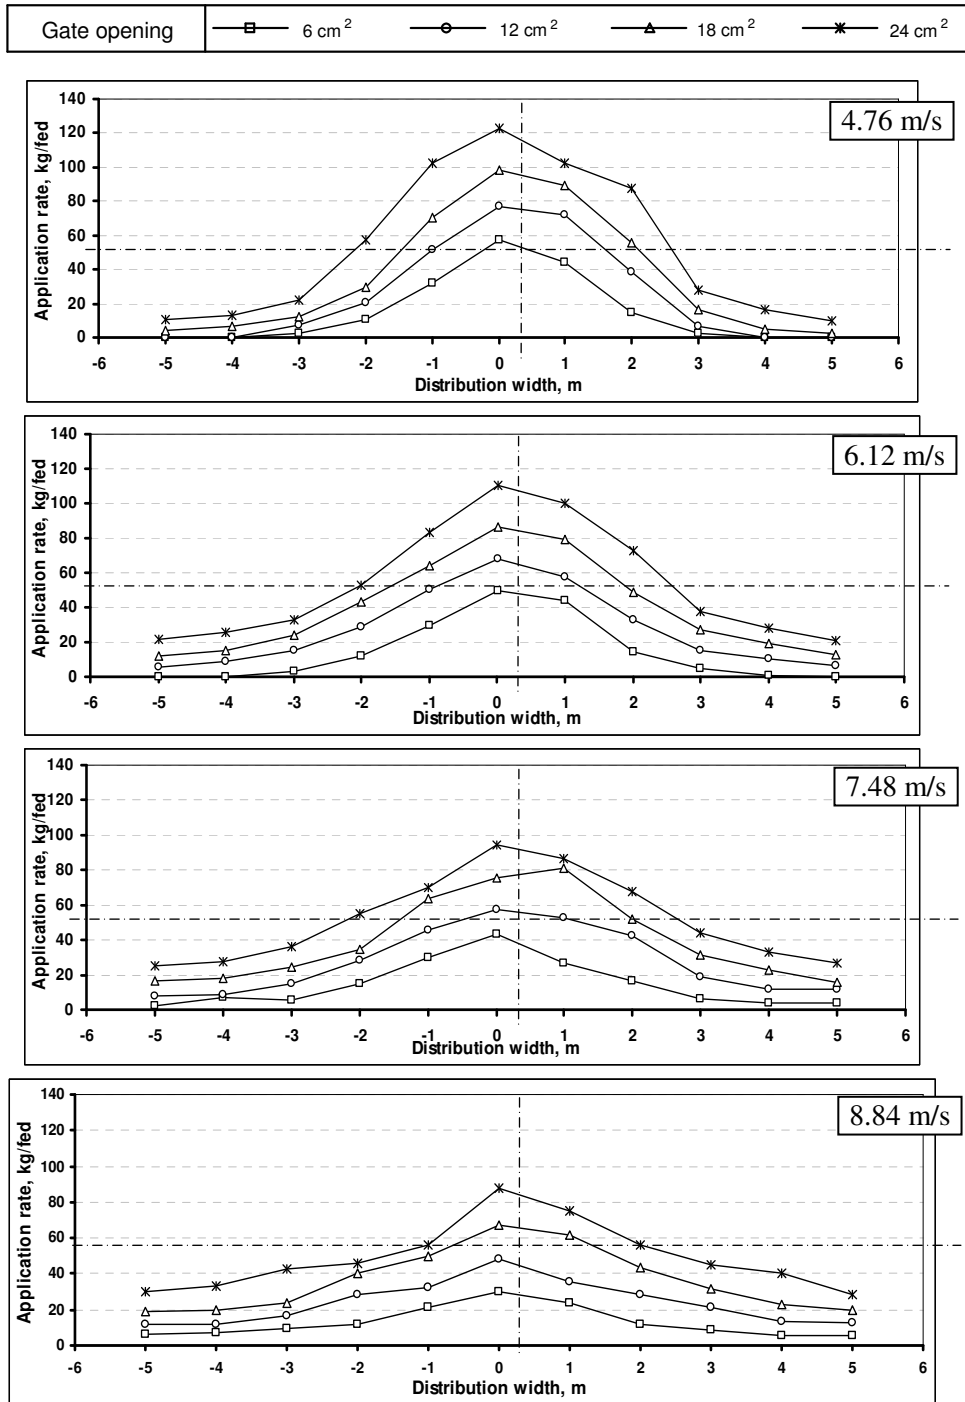 Gate opening 6 cm² 12 cm² 18 cm² 24 cm²
4.76 m/s
Application rate, kg/fed
140
120
100
80
60
40
20
0
-6 -5 -4 -3 -2 -1 0 1 2 3 4 5 6
Distribution width, m
6.12 m/s
Application rate, kg/fed
140
120
100
80
60
40
20
0
-6 -5 -4 -3 -2 -1 0 1 2 3 4 5 6
Distribution width, m
7.48 m/s
Application rate, kg/fed
140
120
100
80
60
40
20
0
-6 -5 -4 -3 -2 -1 0 1 2 3 4 5 6
Distribution width, m
8.84 m/s
Application rate, kg/fed
140
120
100
80
60
40
20
0
-6 -5 -4 -3 -2 -1 0 1 2 3 4 5 6
Distribution width, m